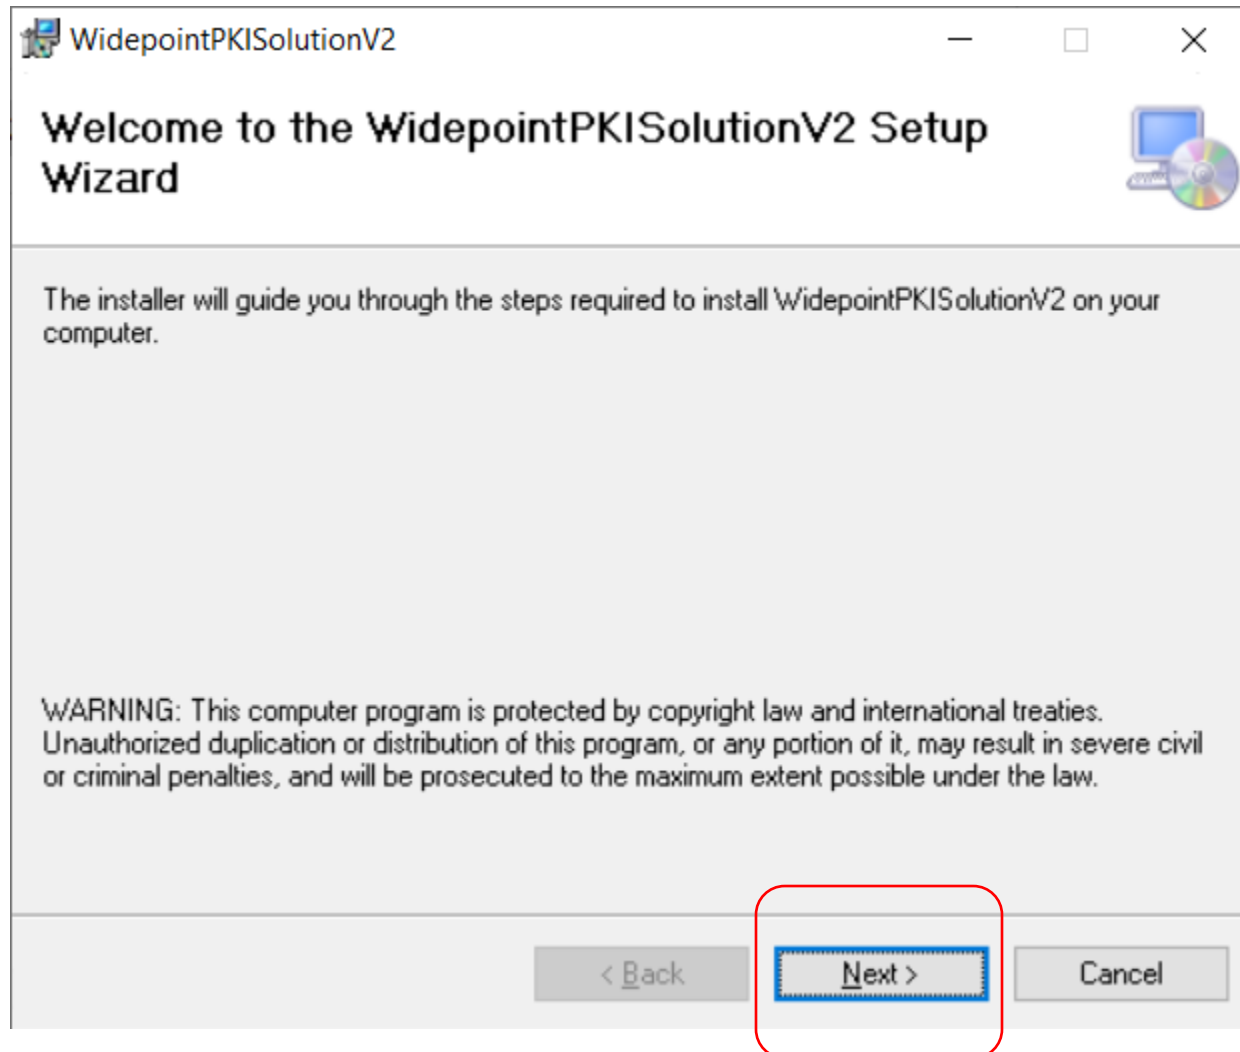 WidepointPKISolutionV2
Welcome to the WidepointPKISolutionV2 Setup
Wizard
The installer will guide you through the steps required to install WidepointPKISolutionV2 on your
computer.
WARNING: This computer program is protected by copyright law and international treaties.
Unauthorized duplication or distribution of this program, or any portion of it, may result in severe civil
or criminal penalties, and will be prosecuted to the maximum extent possible under the law.
< Back
Next >
Cancel